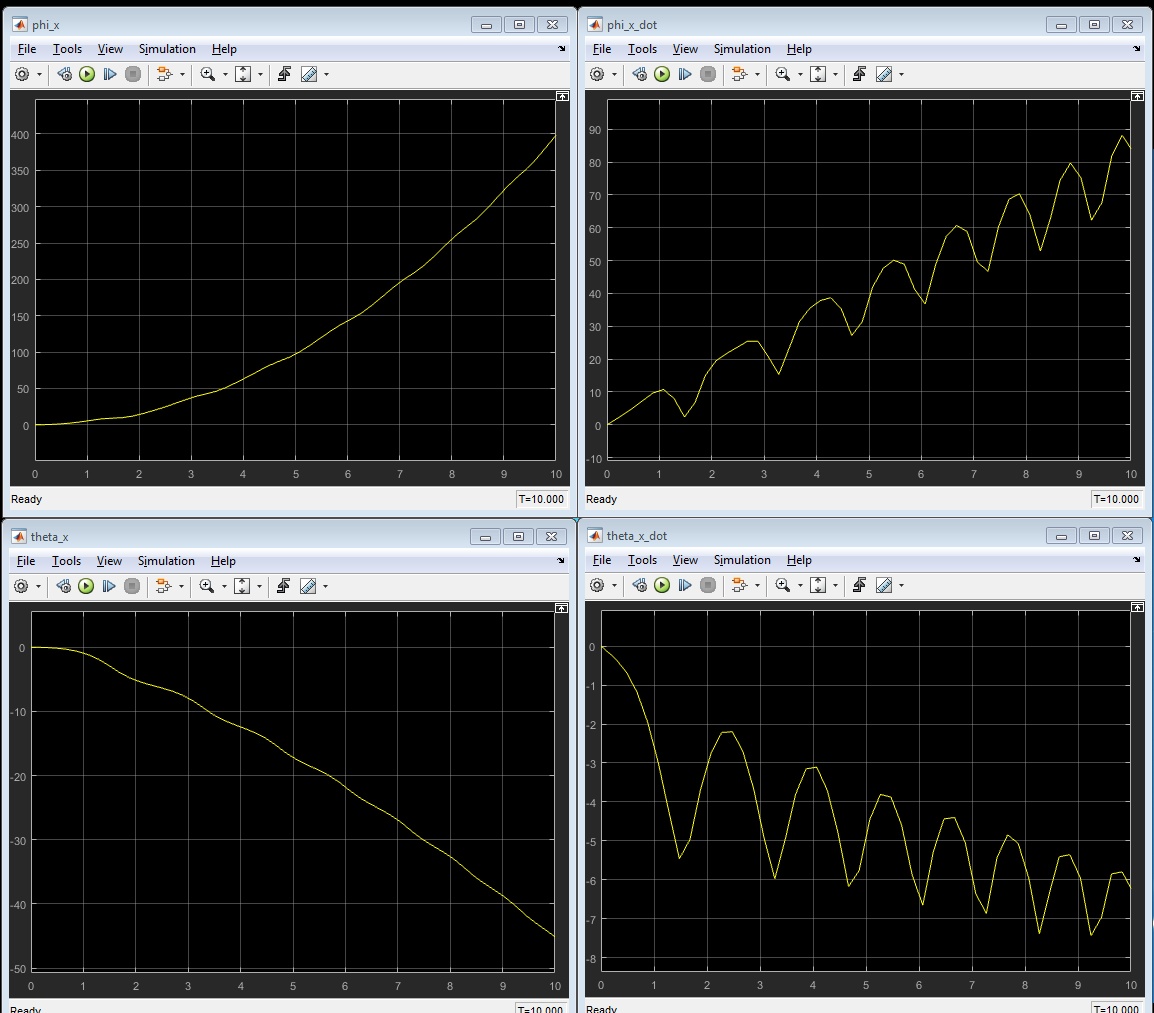 phi_x
File Tools View Simulation Help
400
350
300
250
200
150
100
50
0
0 1 2 3 4 5 6 7 8 9 10
Ready T=10.000
phi_x_dot
File Tools View Simulation Help
90
80
70
60
50
40
30
20
10
0
-10
0 1 2 3 4 5 6 7 8 9 10
Ready T=10.000
theta_x
File Tools View Simulation Help
0
-10
-20
-30
-40
-50
0 1 2 3 4 5 6 7 8 9 10
Ready T=10.000
theta_x_dot
File Tools View Simulation Help
0
-1
-2
-3
-4
-5
-6
-7
-8
0 1 2 3 4 5 6 7 8 9 10
Ready T=10.000